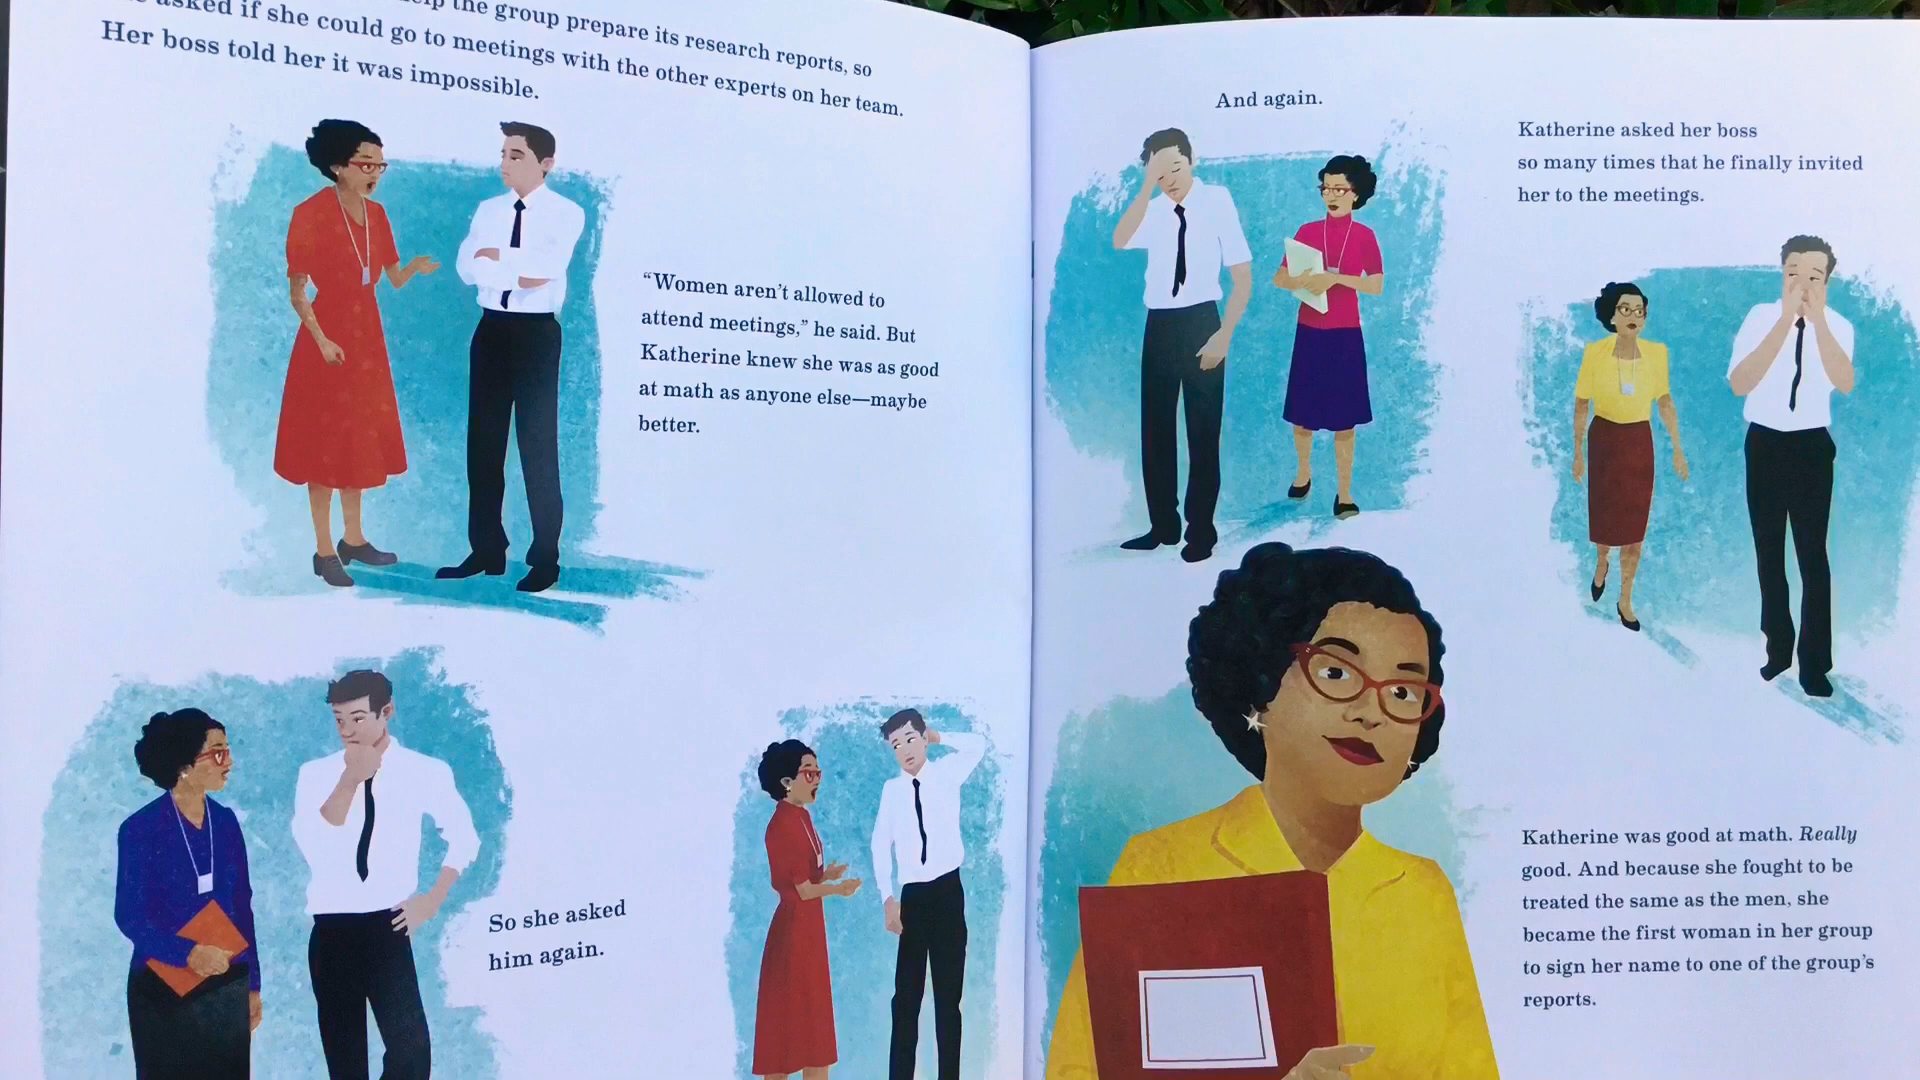 the group prepare its research reports, so
asked if she could go to meetings with the other experts on her team.
Her boss told her it was impossible.
“Women aren’t allowed to
attend meetings,” he said. But
Katherine knew she was as good
at math as anyone else—maybe
better.
So she asked
him again.
And again.
Katherine asked her boss
so many times that he finally invited
her to the meetings.
Katherine was good at math. Really
good. And because she fought to be
treated the same as the men, she
became the first woman in her group
to sign her name to one of the group’s
reports.